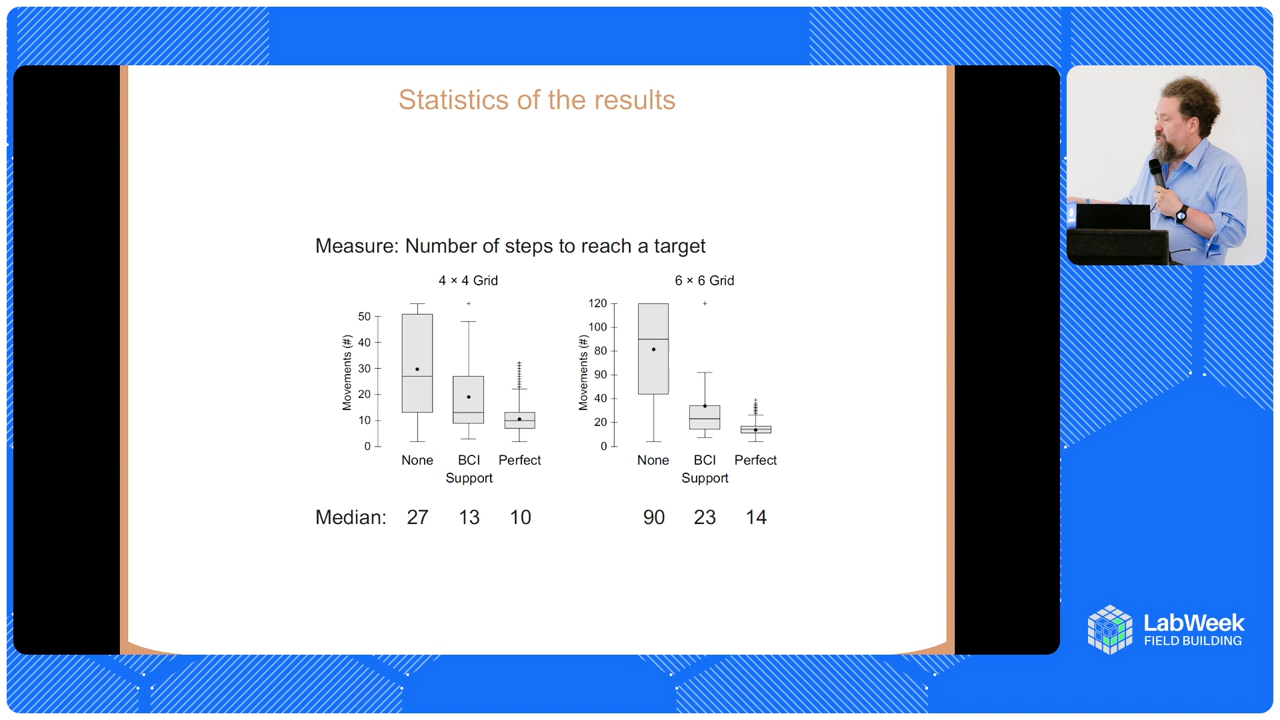 Statistics of the results
Measure: Number of steps to reach a target
4 × 4 Grid
6 × 6 Grid
Movements (#)
50
40
30
20
10
0
None
BCI
Perfect
Support
Movements (#)
120
100
80
90
40
20
0
None
BCI
Perfect
Support
Median: 27 13 10 90 23 14
LabWeek
FIELD BUILDING